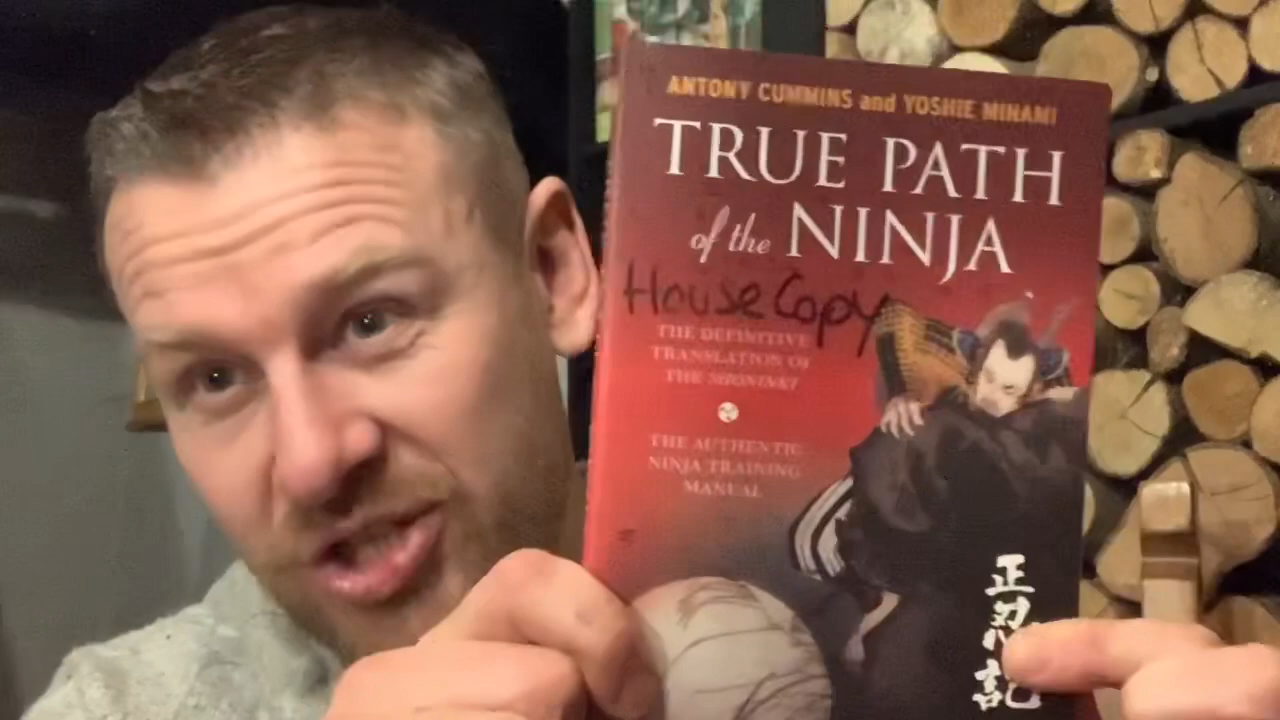 ANTONY CUMMINS and YOSHIE MINAMI
TRUE PATH
of the NINJA
House Copy
THE DEFINITIVE
TRANSLATION OF
THE SHONINKI
THE AUTHENTIC
NINJA TRAINING
MANUAL
正
忍
記